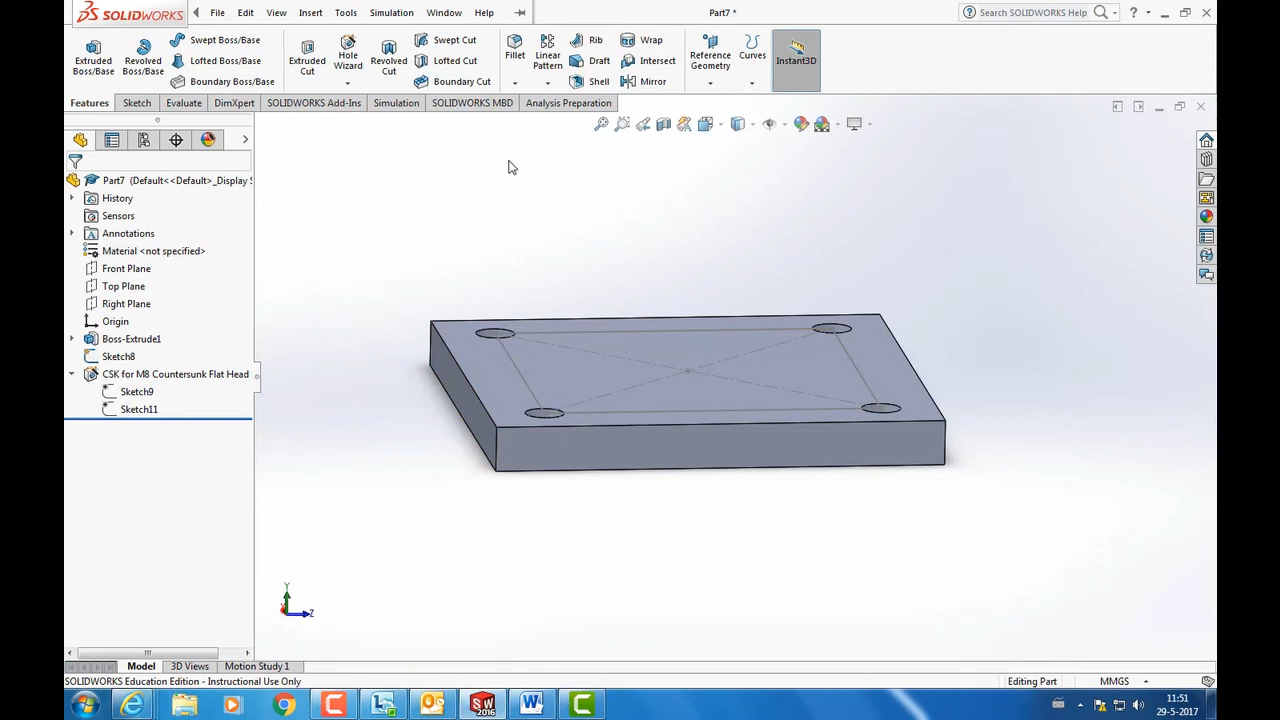 SOLIDWORKS File Edit View Insert Tools Simulation Window Help Part7 * Search SOLIDWORKS Help ?
Extruded Boss/Base
Revolved Boss/Base
Swept Boss/Base
Lofted Boss/Base
Boundary Boss/Base
Extruded Cut
Hole Wizard
Revolved Cut
Swept Cut
Lofted Cut
Boundary Cut
Fillet
Linear Pattern
Rib
Draft
Shell
Wrap
Intersect
Mirror
Reference Geometry
Curves
Instant3D
Features Sketch Evaluate DimXpert SOLIDWORKS Add-Ins Simulation SOLIDWORKS MBD Analysis Preparation
Part7 (Default<<Default>_Display S
History
Sensors
Annotations
Material <not specified>
Front Plane
Top Plane
Right Plane
Origin
Boss-Extrude1
Sketch8
CSK for M8 Countersunk Flat Head
Sketch9
Sketch11
Y
Z
Model 3D Views Motion Study 1
SOLIDWORKS Education Edition - Instructional Use Only Editing Part MMGS
SW 2016
11:51
29-5-2017